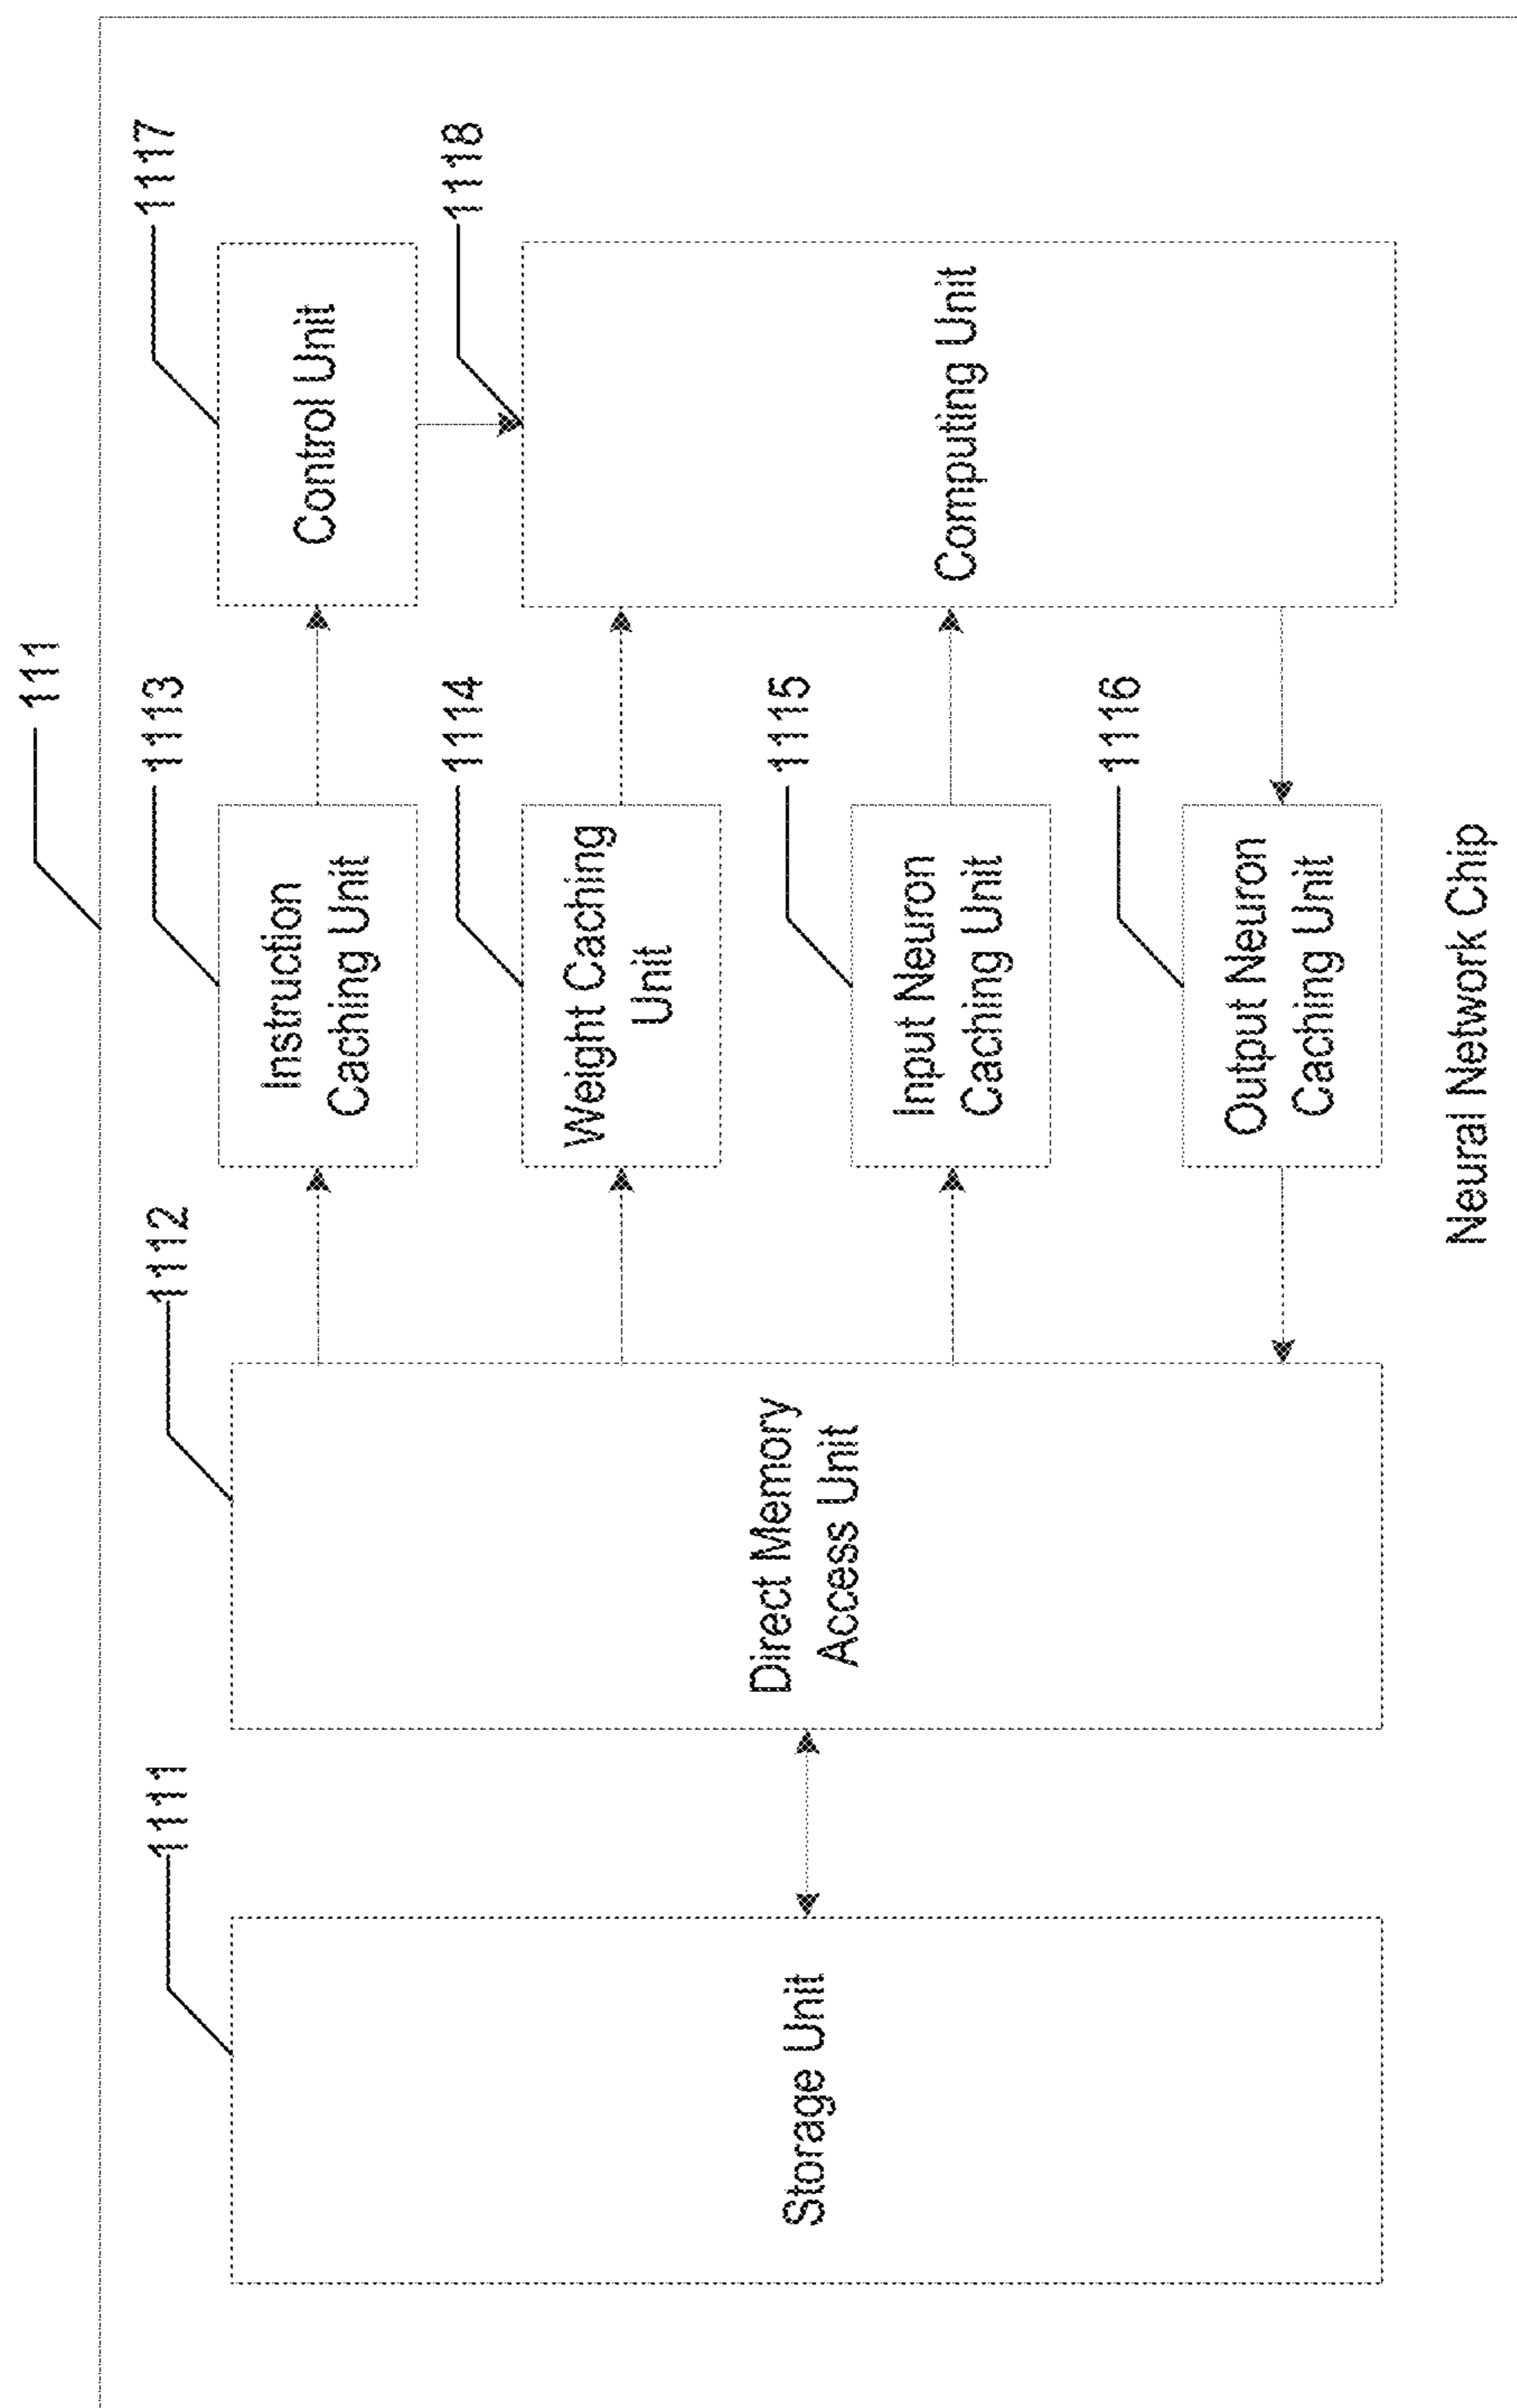 111
1111
Storage Unit
1112
Direct Memory
Access Unit
1113
Instruction
Caching Unit
1114
Weight Caching
Unit
1115
Input Neuron
Caching Unit
1116
Output Neuron
Caching Unit
1117
Control Unit
1118
Computing Unit
Neural Network Chip